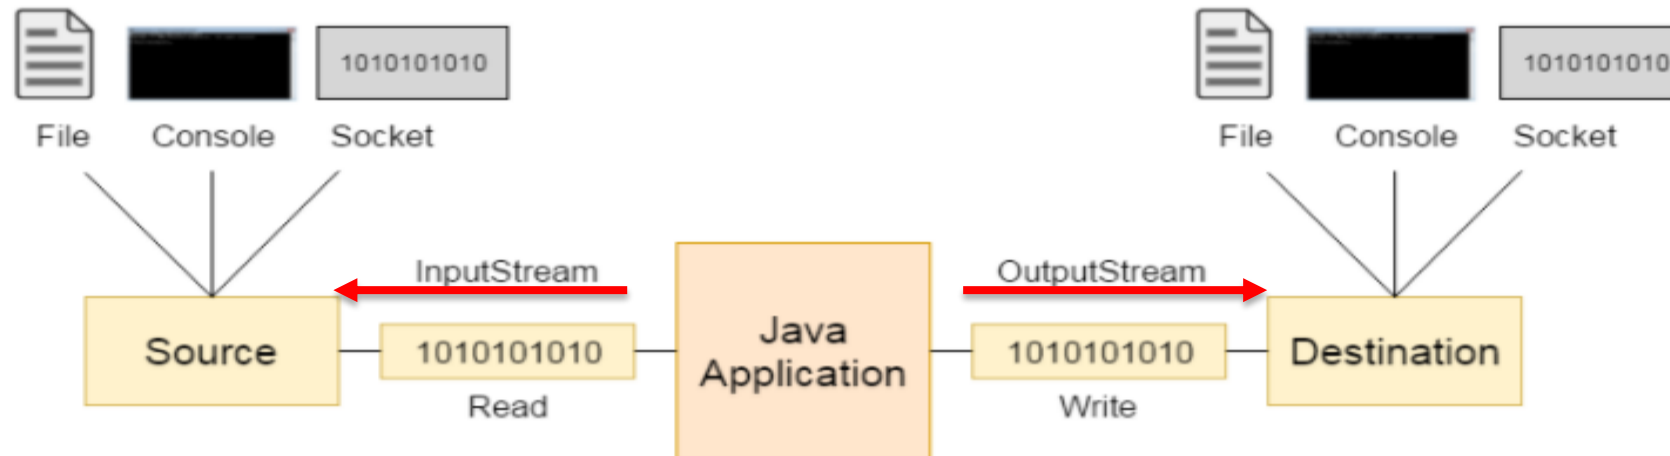 1010101010
File Console Socket
1010101010
File Console Socket
InputStream
Source
1010101010
Read
Java
Application
OutputStream
1010101010
Write
Destination